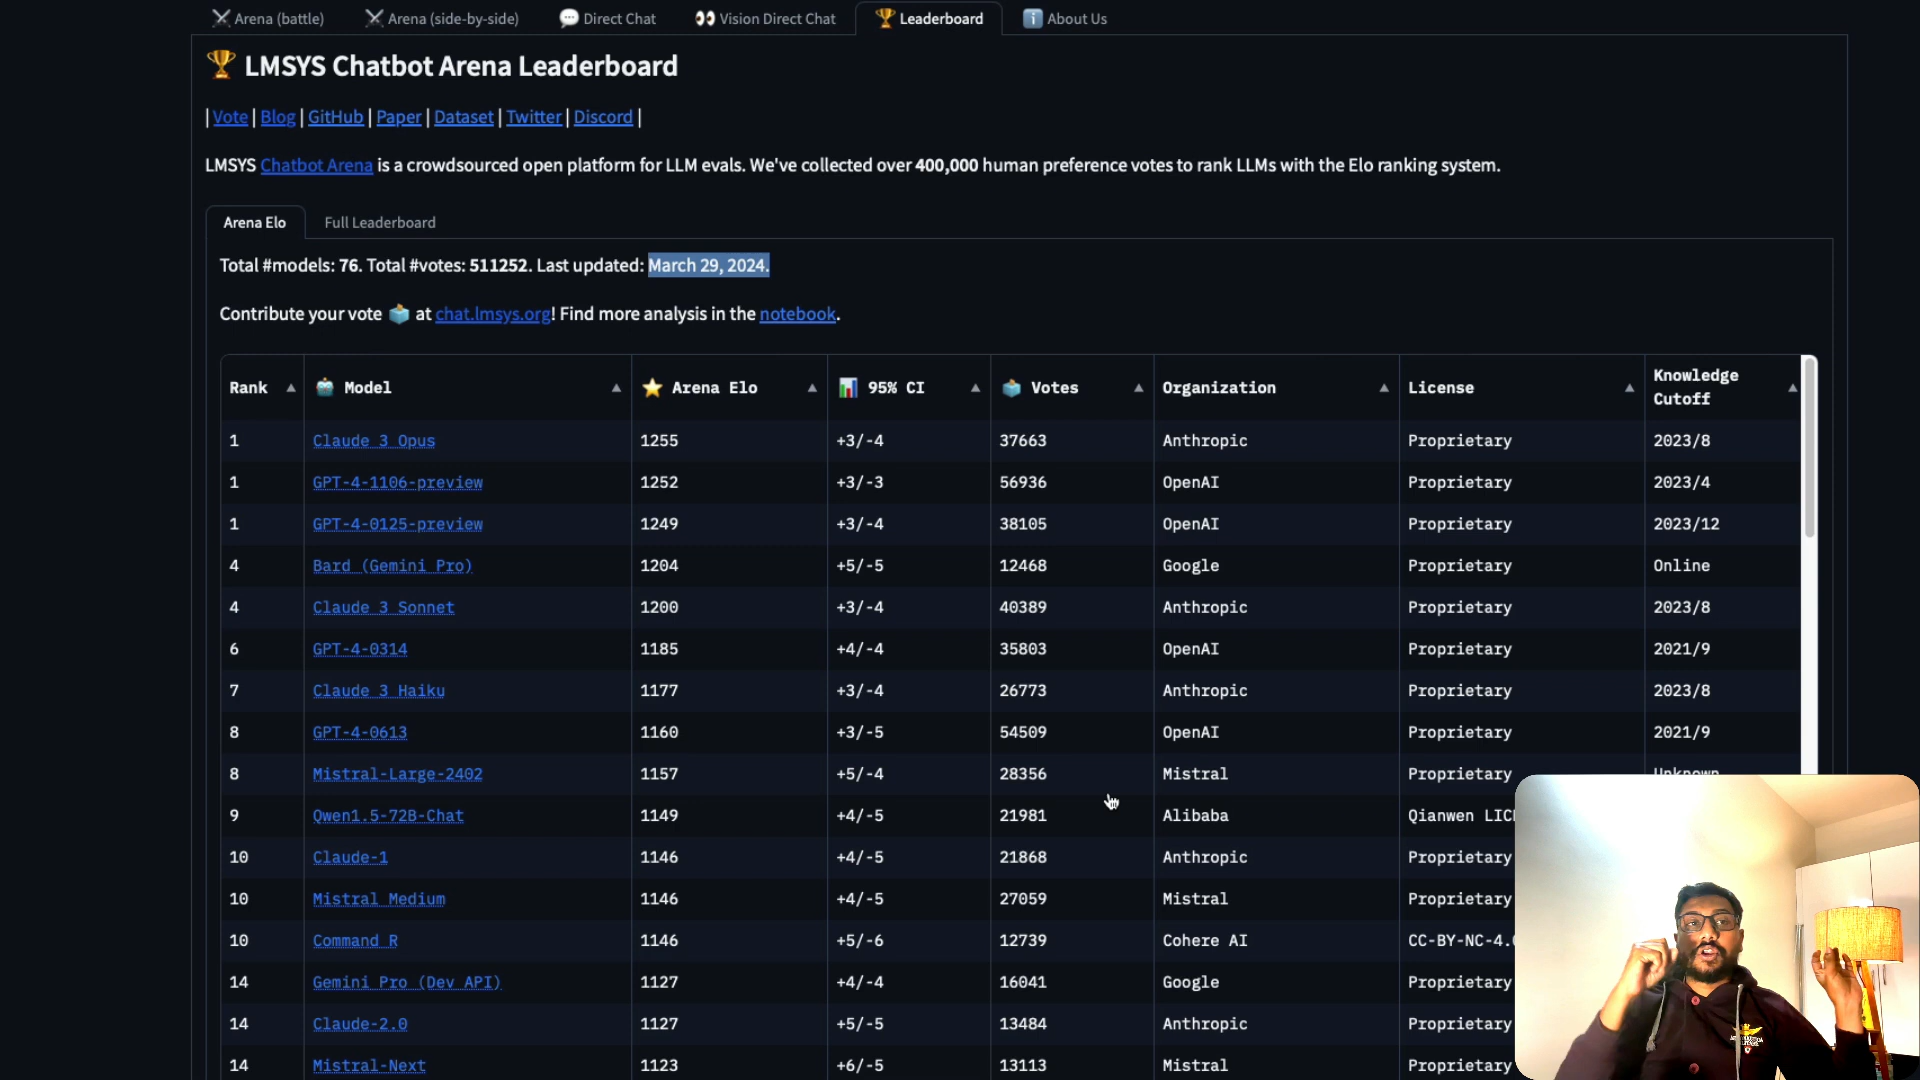 Arena (battle) Arena (side-by-side) Direct Chat Vision Direct Chat Leaderboard About Us
LMSYS Chatbot Arena Leaderboard
| Vote | Blog | GitHub | Paper | Dataset | Twitter | Discord |
LMSYS Chatbot Arena is a crowdsourced open platform for LLM evals. We've collected over 400,000 human preference votes to rank LLMs with the Elo ranking system.
Arena Elo Full Leaderboard
Total #models: 76. Total #votes: 511252. Last updated: March 29, 2024.
Contribute your vote at chat.lmsys.org! Find more analysis in the notebook.
Rank Model Arena Elo 95% CI Votes Organization License Knowledge Cutoff
1 Claude 3 Opus 1255 +3/-4 37663 Anthropic Proprietary 2023/8
1 GPT-4-1106-preview 1252 +3/-3 56936 OpenAI Proprietary 2023/4
1 GPT-4-0125-preview 1249 +3/-4 38105 OpenAI Proprietary 2023/12
4 Bard (Gemini Pro) 1204 +5/-5 12468 Google Proprietary Online
4 Claude 3 Sonnet 1200 +3/-4 40389 Anthropic Proprietary 2023/8
6 GPT-4-0314 1185 +4/-4 35803 OpenAI Proprietary 2021/9
7 Claude 3 Haiku 1177 +3/-4 26773 Anthropic Proprietary 2023/8
8 GPT-4-0613 1160 +3/-5 54509 OpenAI Proprietary 2021/9
8 Mistral-Large-2402 1157 +5/-4 28356 Mistral Proprietary Unknown
9 Qwen1.5-72B-Chat 1149 +4/-5 21981 Alibaba Qianwen LIC
10 Claude-1 1146 +4/-5 21868 Anthropic Proprietary
10 Mistral Medium 1146 +4/-5 27059 Mistral Proprietary
10 Command R 1146 +5/-6 12739 Cohere AI CC-BY-NC-4.
14 Gemini Pro (Dev API) 1127 +4/-4 16041 Google Proprietary
14 Claude-2.0 1127 +5/-5 13484 Anthropic Proprietary
14 Mistral-Next 1123 +6/-5 13113 Mistral Proprietary